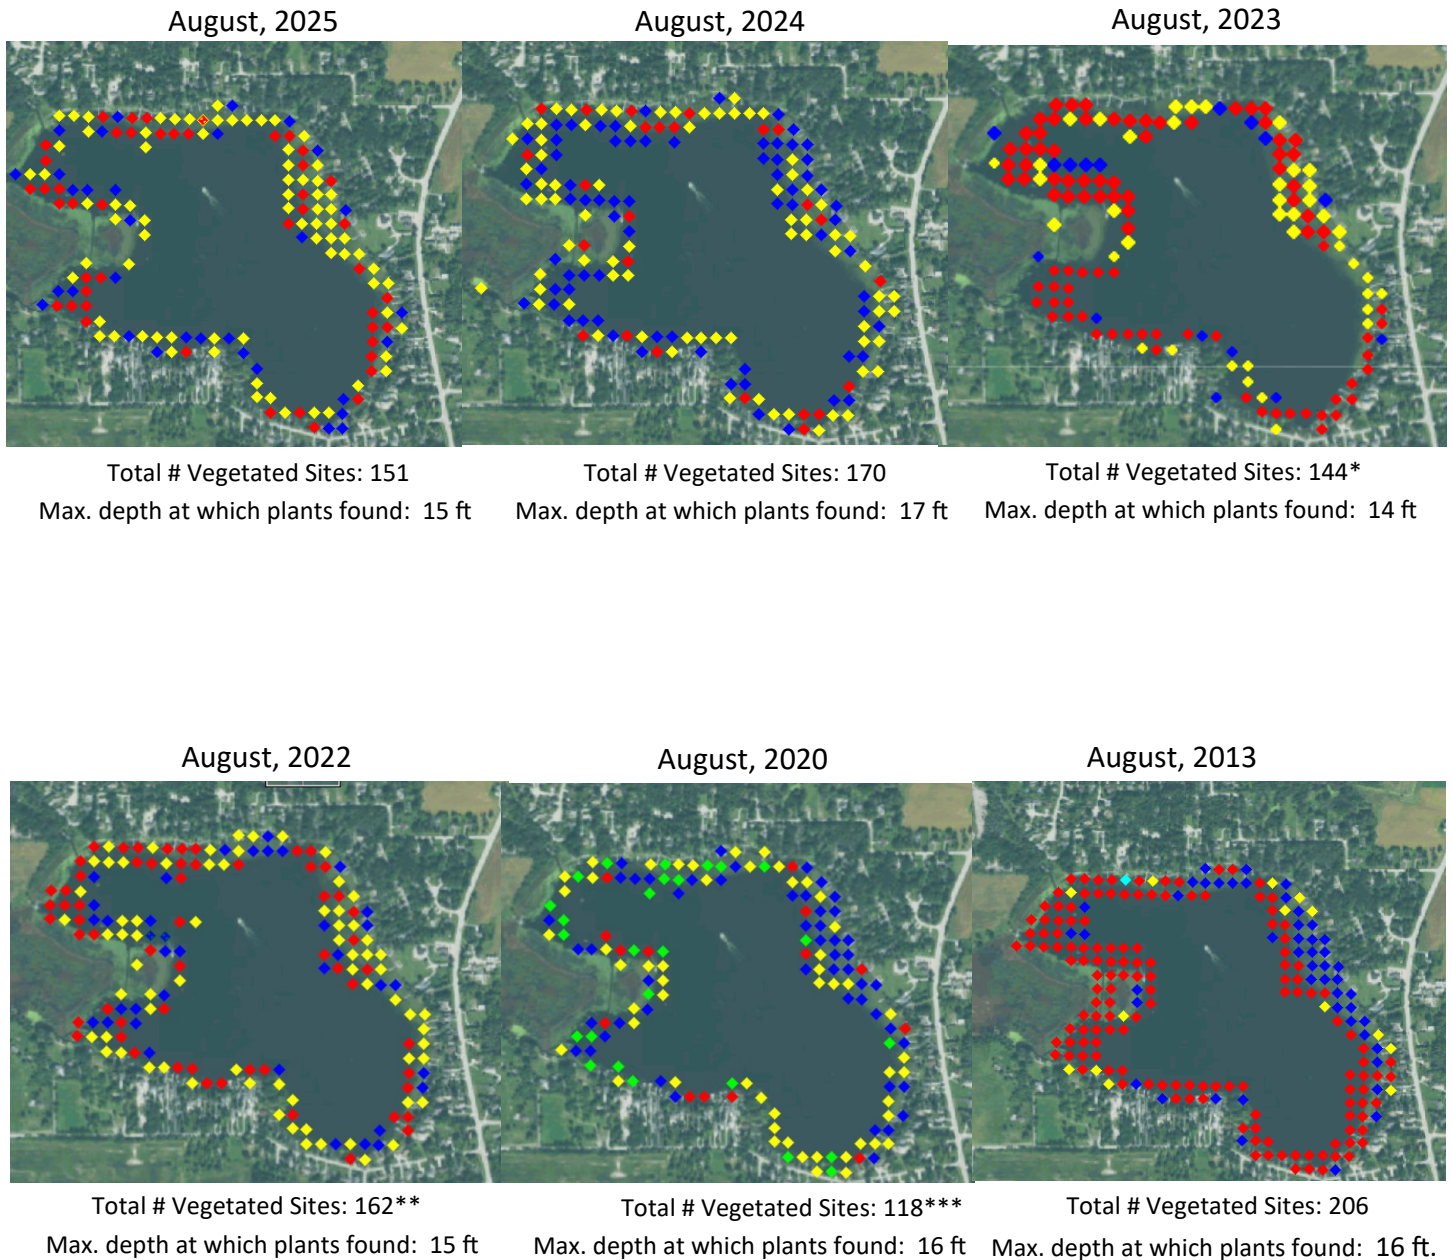 August, 2025
August, 2024
August, 2023
Total # Vegetated Sites: 151
Total # Vegetated Sites: 170
Total # Vegetated Sites: 144*
Max. depth at which plants found: 15 ft
Max. depth at which plants found: 17 ft
Max. depth at which plants found: 14 ft
August, 2022
August, 2020
August, 2013
Total # Vegetated Sites: 162**
Total # Vegetated Sites: 118***
Total # Vegetated Sites: 206
Max. depth at which plants found: 15 ft
Max. depth at which plants found: 16 ft
Max. depth at which plants found: 16 ft